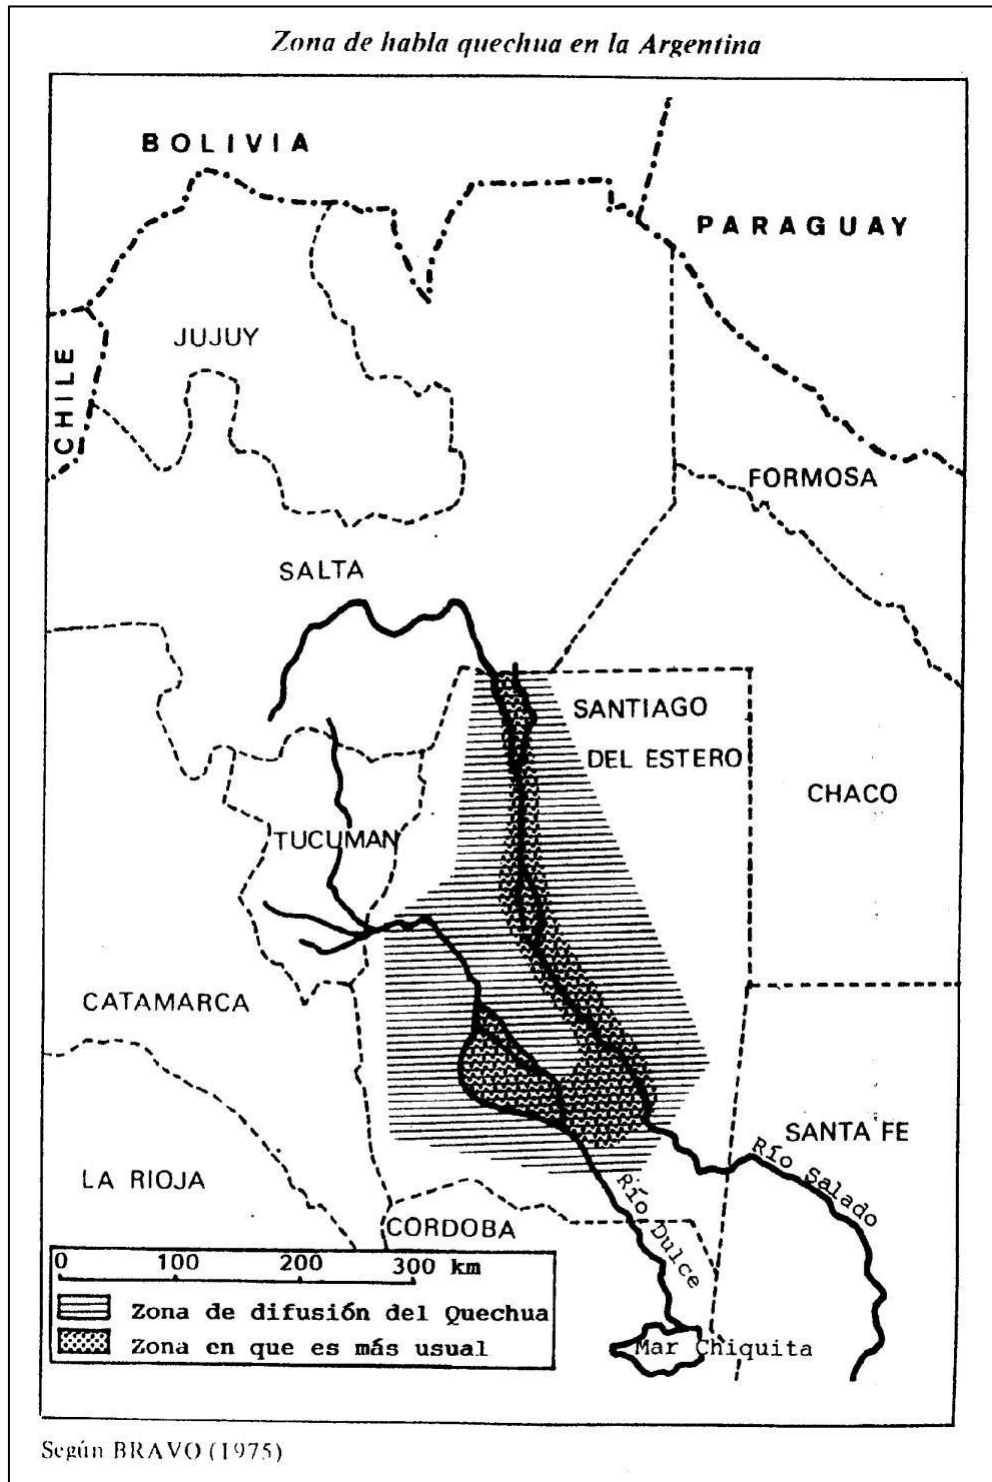 Zona de habla quechua en la Argentina
BOLIVIA
PARAGUAY
CHILE
JUJUY
FORMOSA
SALTA
SANTIAGO
DEL ESTERO
CHACO
TUCUMAN
CATAMARCA
SANTA FE
Río Salado
LA RIOJA
Río Dulce
CORDOBA
0 100 200 300 km
Zona de difusión del Quechua
Zona en que es más usual
Mar Chiquita
Según BRAVO (1975)